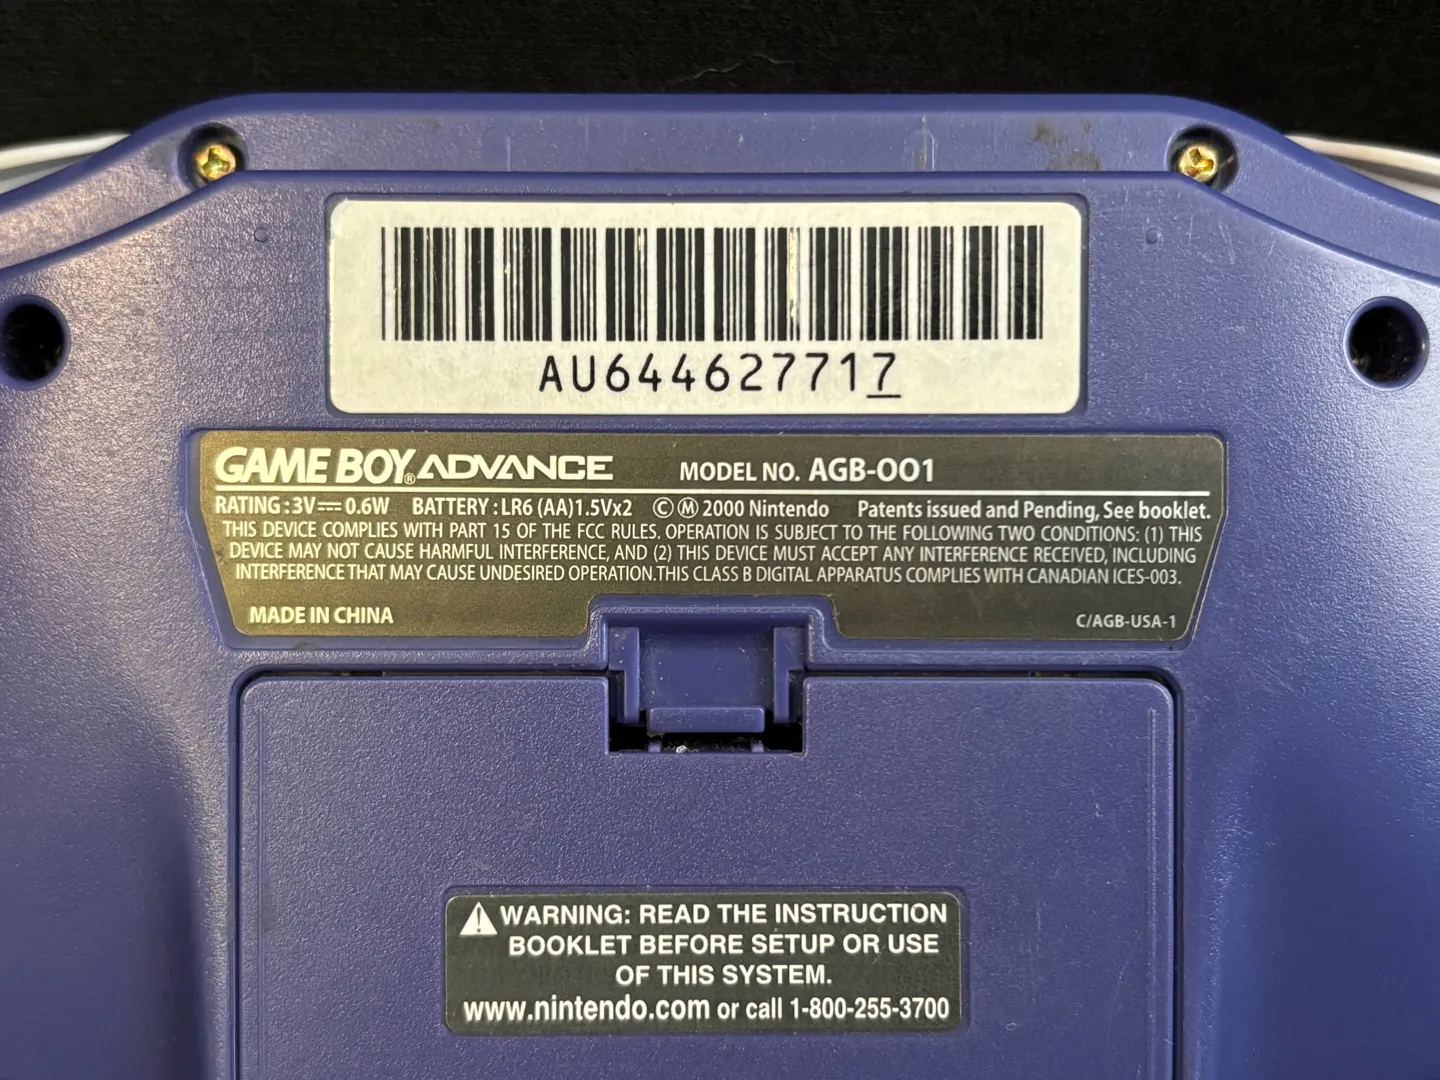 AU644627717
GAME BOY® ADVANCE MODEL NO. AGB-001
RATING:3V⎓0.6W BATTERY:LR6 (AA)1.5Vx2 ©Ⓜ2000 Nintendo Patents issued and Pending, See booklet.
THIS DEVICE COMPLIES WITH PART 15 OF THE FCC RULES. OPERATION IS SUBJECT TO THE FOLLOWING TWO CONDITIONS: (1) THIS
DEVICE MAY NOT CAUSE HARMFUL INTERFERENCE, AND (2) THIS DEVICE MUST ACCEPT ANY INTERFERENCE RECEIVED, INCLUDING
INTERFERENCE THAT MAY CAUSE UNDESIRED OPERATION.THIS CLASS B DIGITAL APPARATUS COMPLIES WITH CANADIAN ICES-003.
MADE IN CHINA C/AGB-USA-1
⚠WARNING: READ THE INSTRUCTION
BOOKLET BEFORE SETUP OR USE
OF THIS SYSTEM.
www.nintendo.com or call 1-800-255-3700